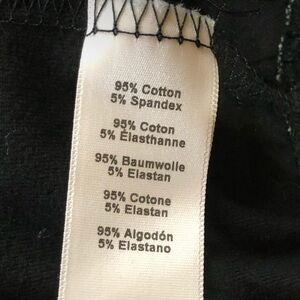 95% Cotton
5% Spandex
95% Coton
5% Elasthanne
95% Baumwolle
5% Elastan
95% Cotone
5% Elastan
95% Algodón
5% Elastano